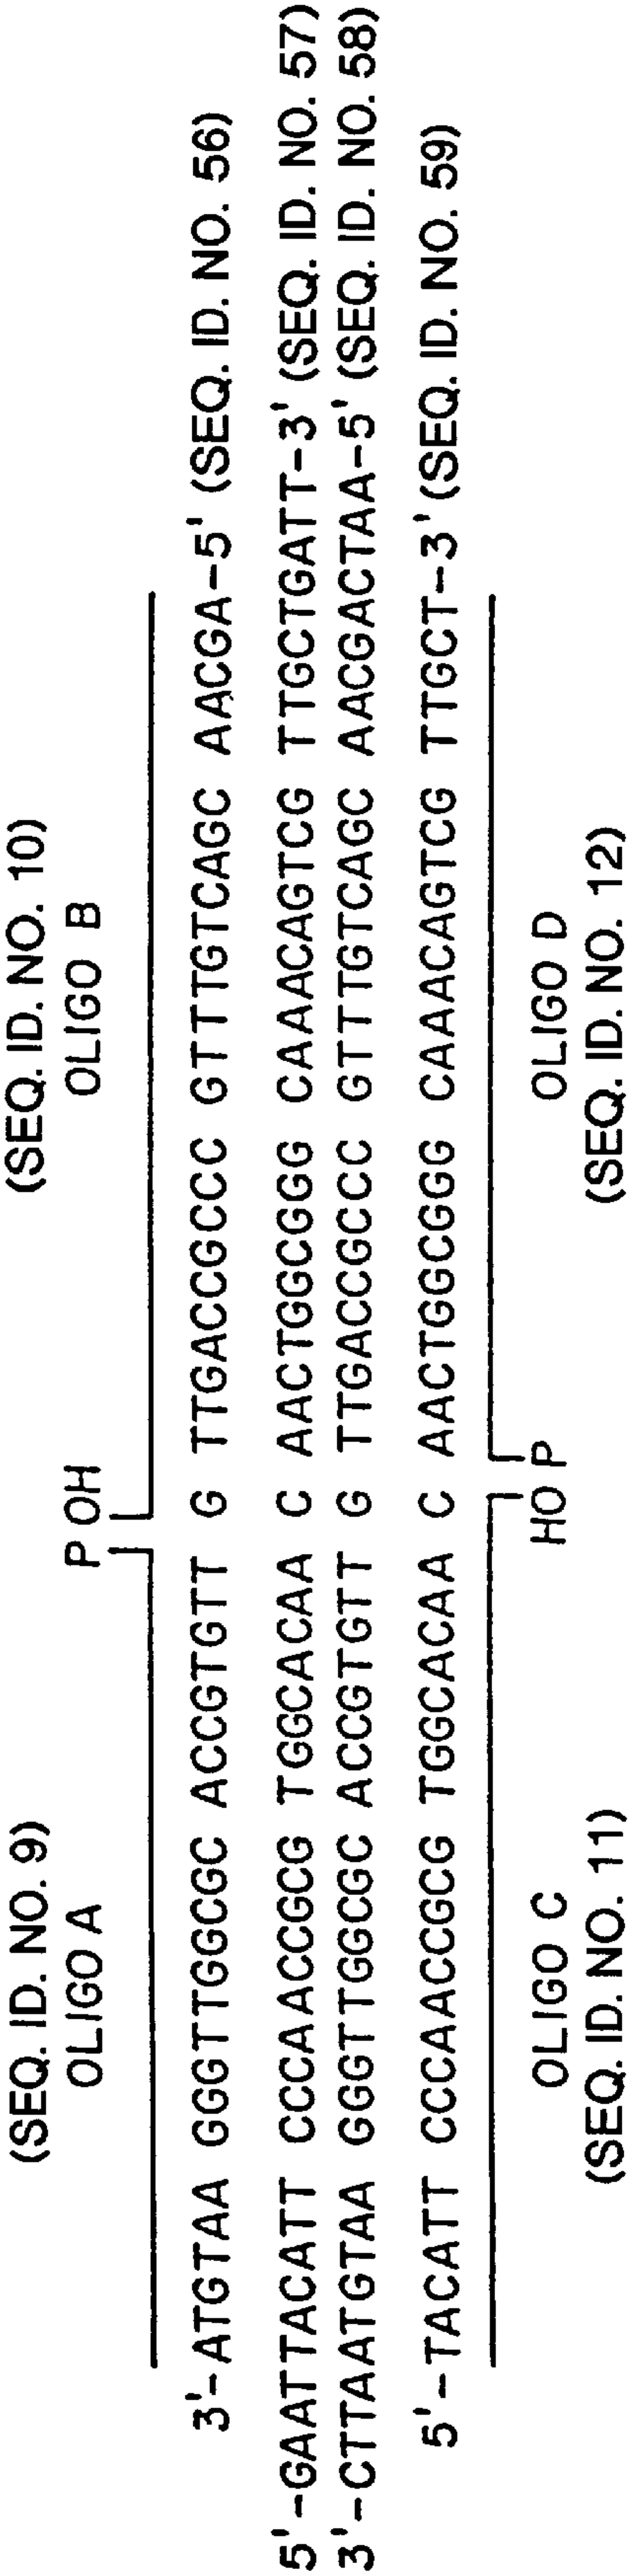 (SEQ. ID. NO. 9) (SEQ. ID. NO. 10)
OLIGO A P OH OLIGO B
3'-ATGTAA GGGTTGGCGC ACCGTGTT G TTGACCGCCC GTTTGTCAGC AACGA-5' (SEQ. ID. NO. 56)
5'-GAATTACATT CCCAACCGCG TGGCACAA C AACTGGCGGG CAAACAGTCG TTGCTGATT-3' (SEQ. ID. NO. 57)
3'-CTTAATGTAA GGGTTGGCGC ACCGTGTT G TTGACCGCCC GTTTGTCAGC AACGACTAA-5' (SEQ. ID. NO. 58)
5'-TACATT CCCAACCGCG TGGCACAA C AACTGGCGGG CAAACAGTCG TTGCT-3' (SEQ. ID. NO. 59)
OLIGO C HO P OLIGO D
(SEQ. ID. NO. 11) (SEQ. ID. NO. 12)